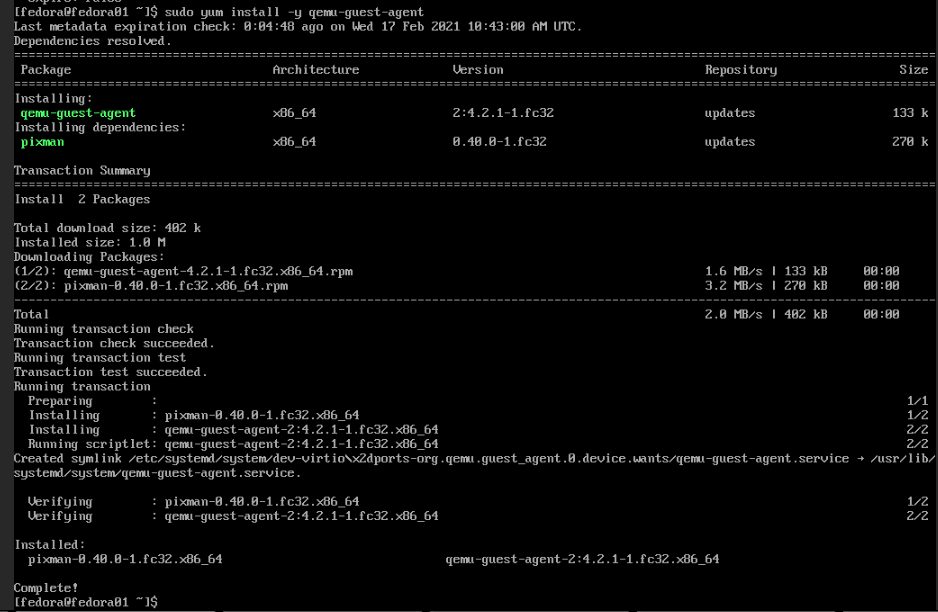 [fedora@fedora01 ~]$ sudo yum install -y qemu-guest-agent
Last metadata expiration check: 0:04:48 ago on Wed 17 Feb 2021 10:43:00 AM UTC.
Dependencies resolved.
================================================================================
Package Architecture Version Repository Size
================================================================================
Installing:
qemu-guest-agent x86_64 2:4.2.1-1.fc32 updates 133 k
Installing dependencies:
pixman x86_64 0.40.0-1.fc32 updates 270 k
Transaction Summary
================================================================================
Install 2 Packages
Total download size: 402 k
Installed size: 1.0 M
Downloading Packages:
(1/2): qemu-guest-agent-4.2.1-1.fc32.x86_64.rpm 1.6 MB/s | 133 kB 00:00
(2/2): pixman-0.40.0-1.fc32.x86_64.rpm 3.2 MB/s | 270 kB 00:00
--------------------------------------------------------------------------------
Total 2.0 MB/s | 402 kB 00:00
Running transaction check
Transaction check succeeded.
Running transaction test
Transaction test succeeded.
Running transaction
Preparing : 1/1
Installing : pixman-0.40.0-1.fc32.x86_64 1/2
Installing : qemu-guest-agent-2:4.2.1-1.fc32.x86_64 2/2
Running scriptlet: qemu-guest-agent-2:4.2.1-1.fc32.x86_64 2/2
Created symlink /etc/systemd/system/dev-virtio\x2dports-org.qemu.guest_agent.0.device.wants/qemu-guest-agent.service → /usr/lib/
systemd/system/qemu-guest-agent.service.
Verifying : pixman-0.40.0-1.fc32.x86_64 1/2
Verifying : qemu-guest-agent-2:4.2.1-1.fc32.x86_64 2/2
Installed:
pixman-0.40.0-1.fc32.x86_64 qemu-guest-agent-2:4.2.1-1.fc32.x86_64
Complete!
[fedora@fedora01 ~]$